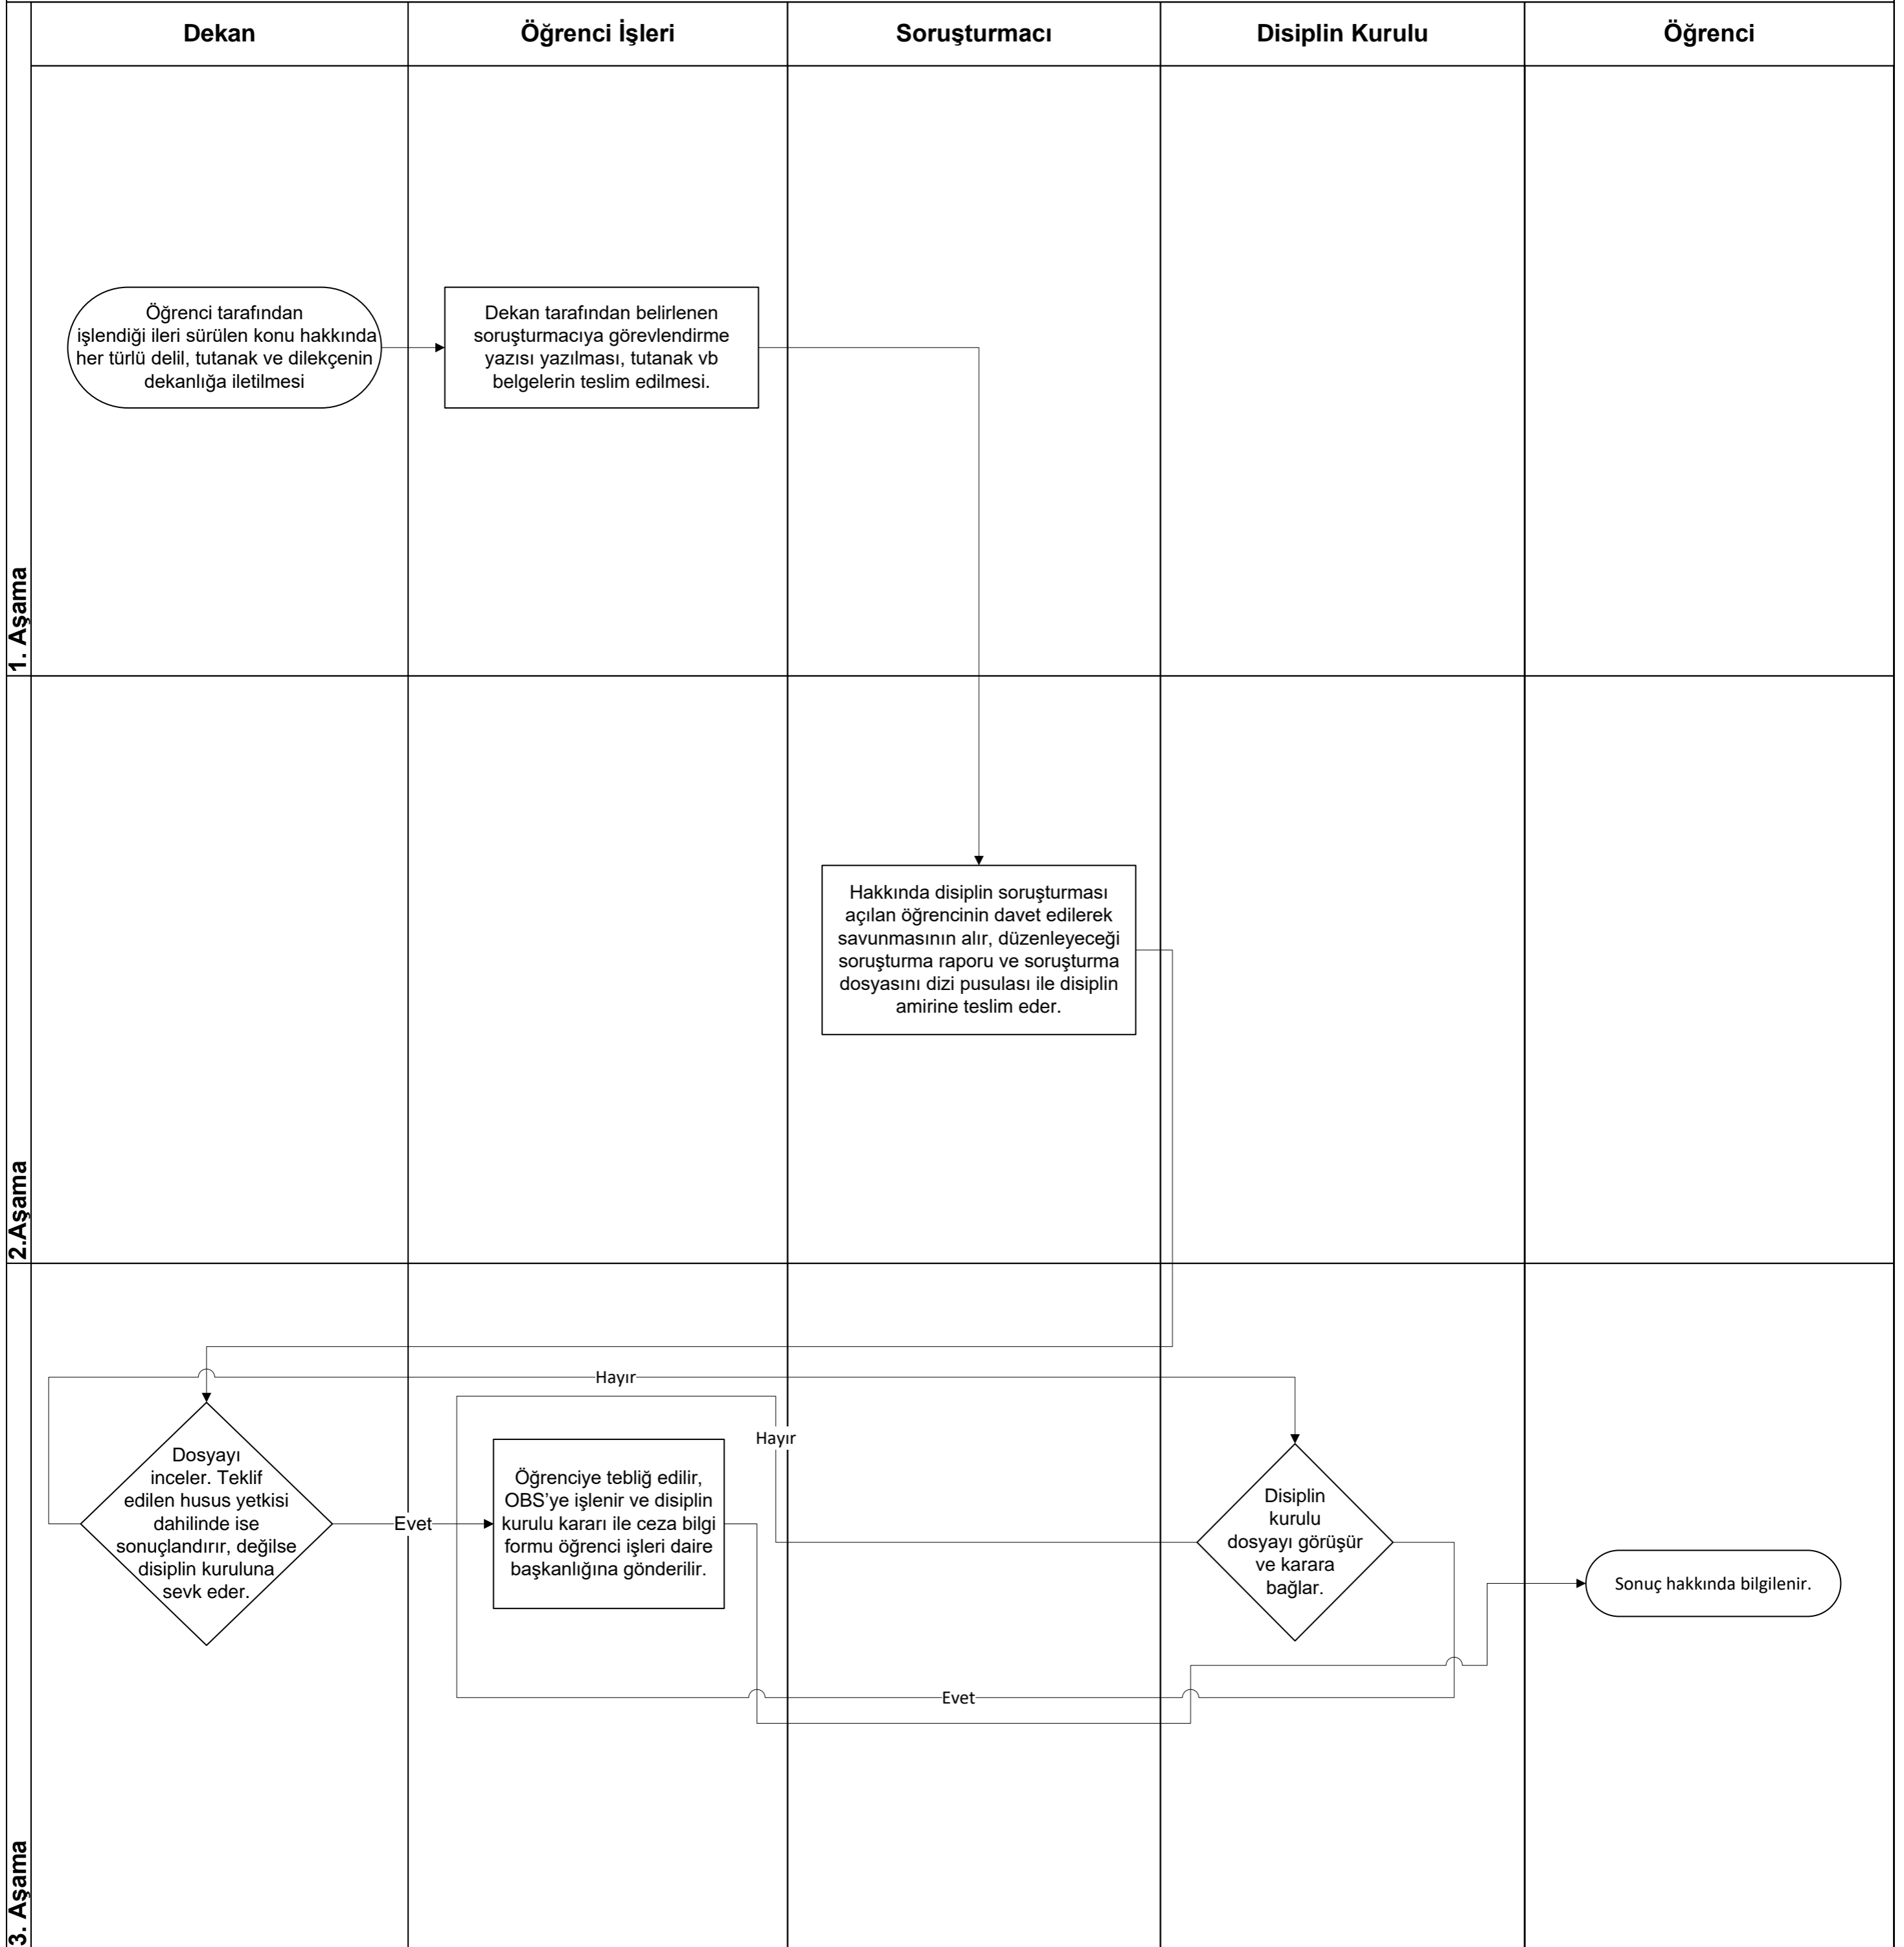 Dekan
Öğrenci İşleri
Soruşturmacı
Disiplin Kurulu
Öğrenci
1. Aşama
Öğrenci tarafından
işlendiği ileri sürülen konu hakkında
her türlü delil, tutanak ve dilekçenin
dekanlığa iletilmesi
Dekan tarafından belirlenen
soruşturmacıya görevlendirme
yazısı yazılması, tutanak vb
belgelerin teslim edilmesi.
2.Aşama
Hakkında disiplin soruşturması
açılan öğrencinin davet edilerek
savunmasının alır, düzenleyeceği
soruşturma raporu ve soruşturma
dosyasını dizi pusulası ile disiplin
amirine teslim eder.
3. Aşama
Hayır
Hayır
Dosyayı
inceler. Teklif
edilen husus yetkisi
dahilinde ise
sonuçlandırır, değilse
disiplin kuruluna
sevk eder.
Evet
Öğrenciye tebliğ edilir,
OBS’ye işlenir ve disiplin
kurulu kararı ile ceza bilgi
formu öğrenci işleri daire
başkanlığına gönderilir.
Disiplin
kurulu
dosyayı görüşür
ve karara
bağlar.
Sonuç hakkında bilgilenir.
Evet